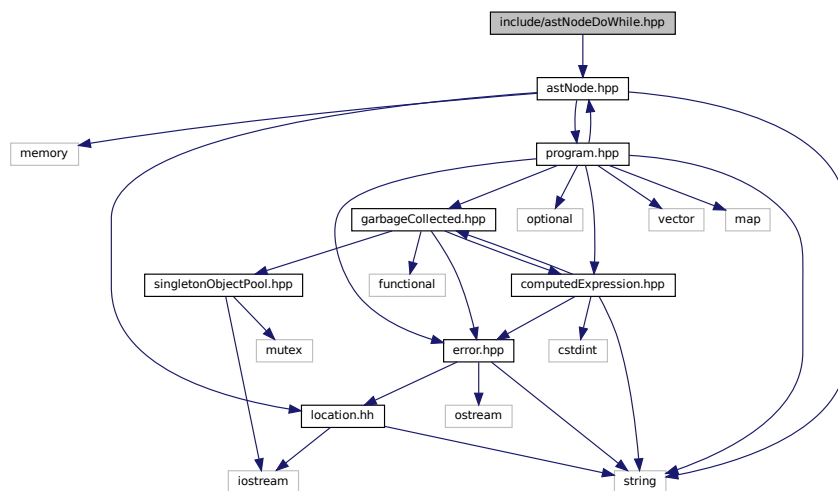 include/astNodeDoWhile.hpp
astNode.hpp
memory
program.hpp
garbageCollected.hpp
optional
vector
map
singletonObjectPool.hpp
functional
computedExpression.hpp
mutex
error.hpp
cstdint
location.hh
ostream
iostream
string